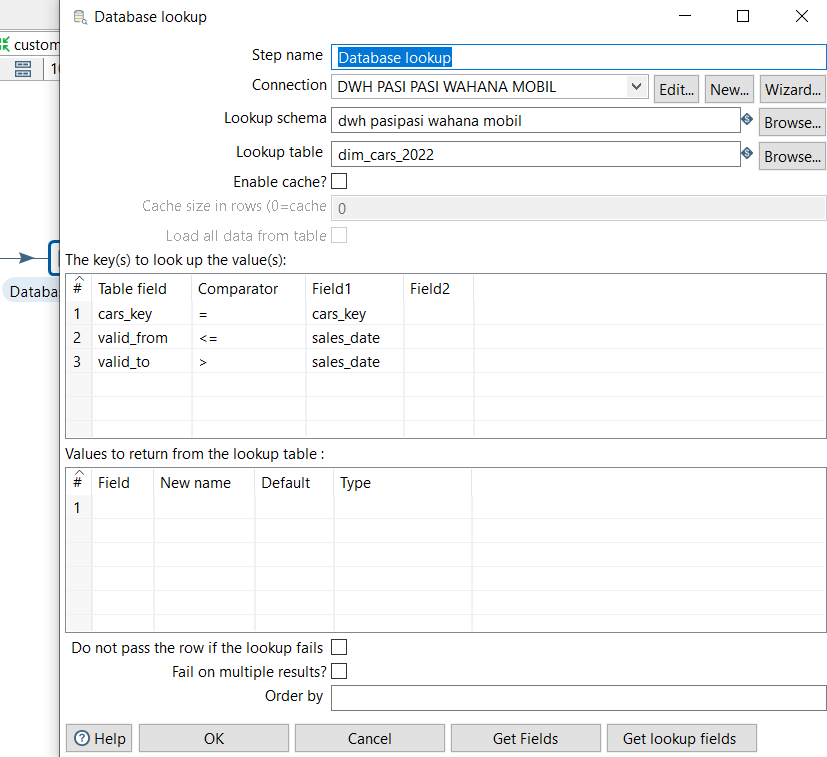 Database lookup
custom
Step name Database lookup
Connection DWH PASI PASI WAHANA MOBIL Edit... New... Wizard...
Lookup schema dwh pasipasi wahana mobil Browse...
Lookup table dim_cars_2022 Browse...
Enable cache?
Cache size in rows (0=cache 0
Load all data from table
The key(s) to look up the value(s):
# Table field Comparator Field1 Field2
1 cars_key = cars_key
2 valid_from <= sales_date
3 valid_to > sales_date
Databa
Values to return from the lookup table :
# Field New name Default Type
1
Do not pass the row if the lookup fails
Fail on multiple results?
Order by
Help OK Cancel Get Fields Get lookup fields